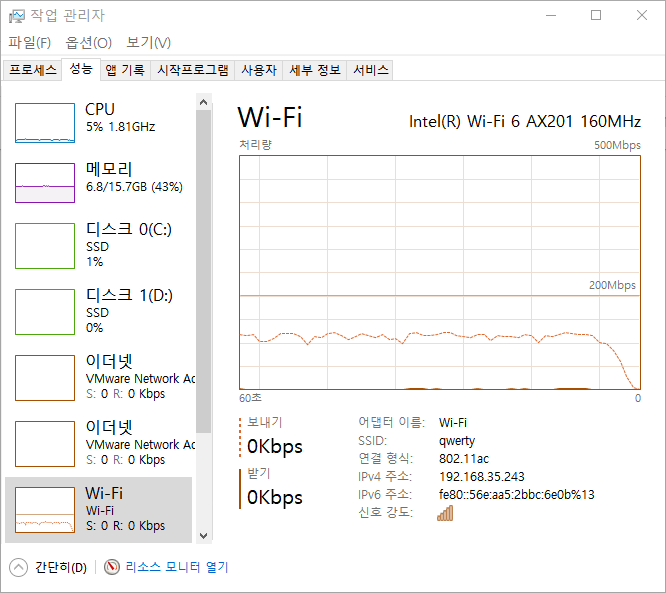 작업 관리자
파일(F) 옵션(O) 보기(V)
프로세스 성능 앱 기록 시작프로그램 사용자 세부 정보 서비스
CPU
5% 1.81GHz
메모리
6.8/15.7GB (43%)
디스크 0(C:)
SSD
1%
디스크 1(D:)
SSD
0%
이더넷
VMware Network Ac
S: 0 R: 0 Kbps
이더넷
VMware Network Ac
S: 0 R: 0 Kbps
Wi-Fi
Wi-Fi
S: 0 R: 0 Kbps
Wi-Fi Intel(R) Wi-Fi 6 AX201 160MHz
처리량 500Mbps
200Mbps
60초 0
보내기
0Kbps
받기
0Kbps
어댑터 이름: Wi-Fi
SSID: qwerty
연결 형식: 802.11ac
IPv4 주소: 192.168.35.243
IPv6 주소: fe80::56e:aa5:2bbc:6e0b%13
신호 강도:
간단히(D) 리소스 모니터 열기